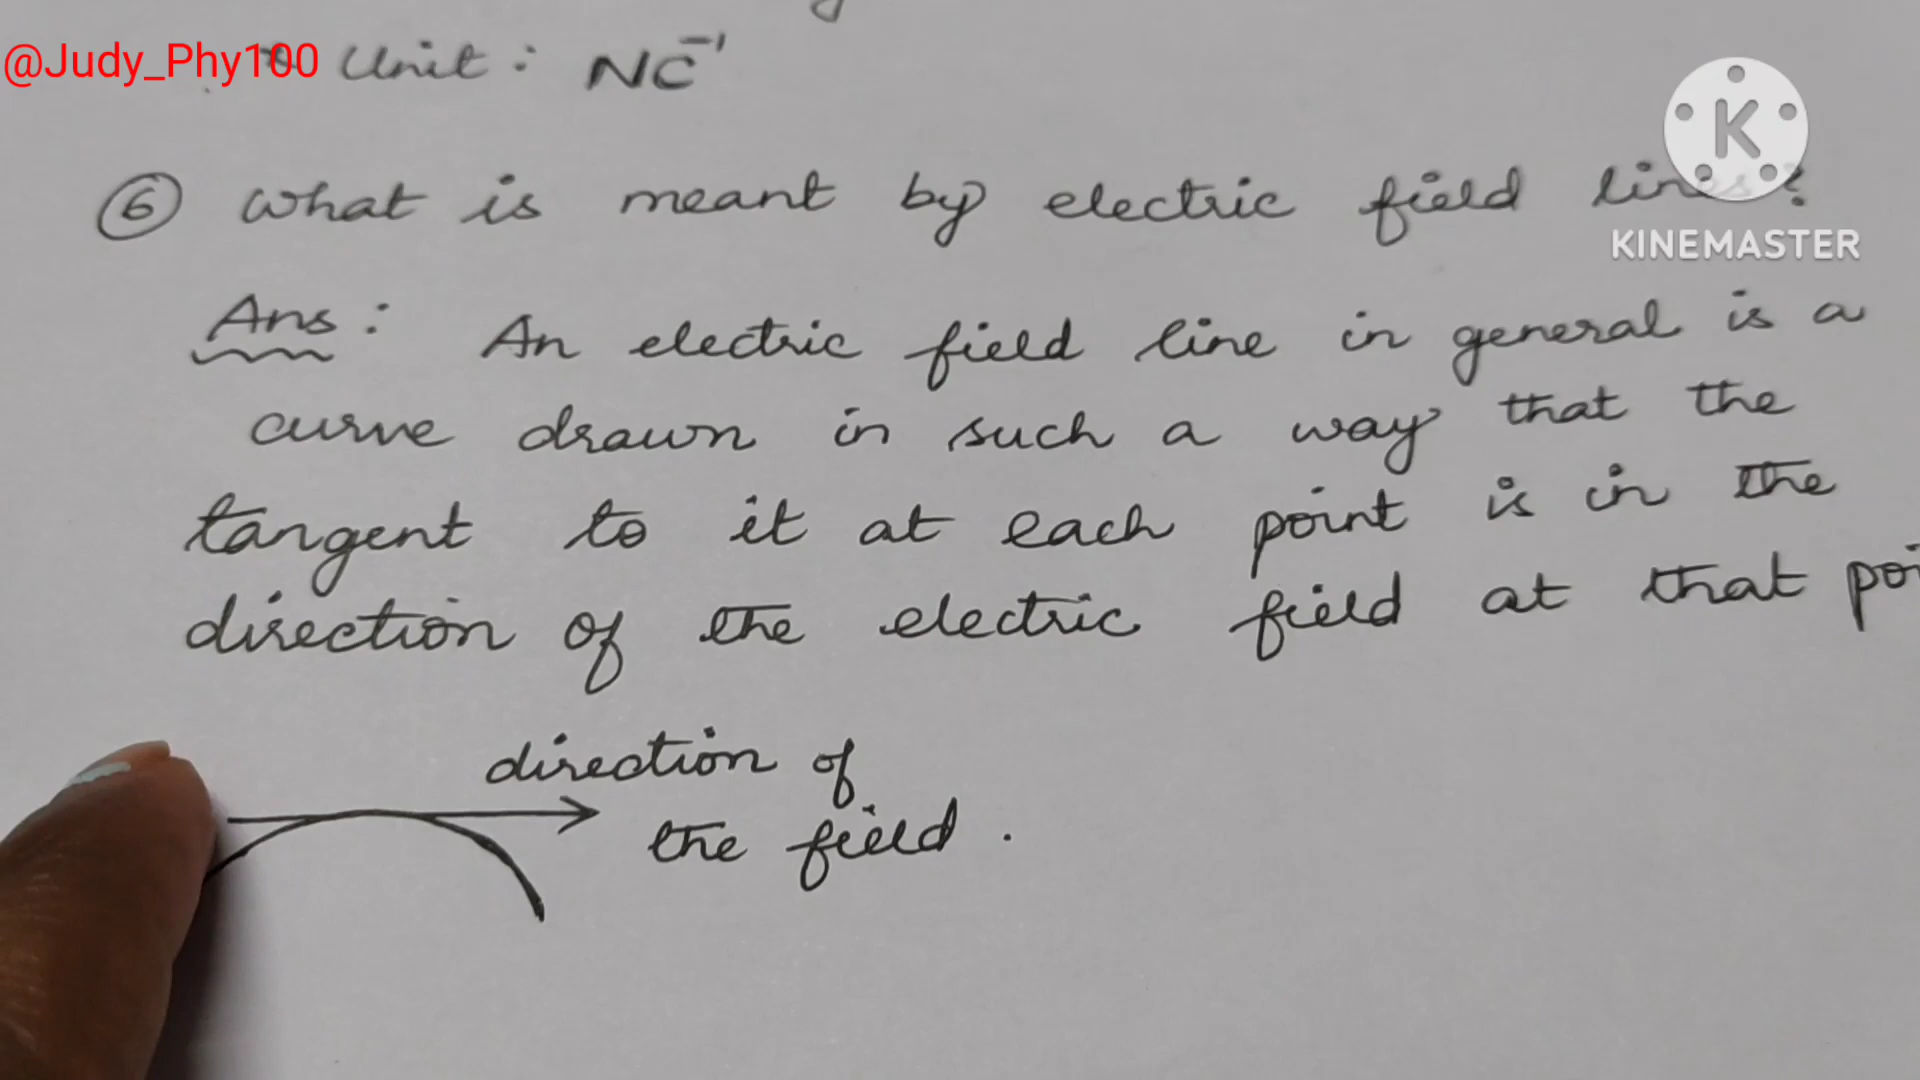 @Judy_Phy100
* Unit : NC⁻¹
K
KINEMASTER
⑥ What is meant by electric field lines?
Ans : An electric field line in general is a
curve drawn in such a way that the
tangent to it at each point is in the
direction of the electric field at that poi
direction of
the field .